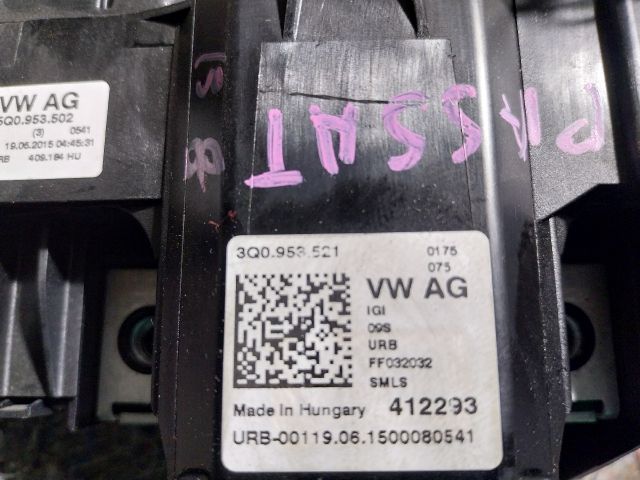 VW AG
5Q0.953.502
(3) 0541
19.06.2015 04:45:31
URB 409.184 HU
PASSAT
3Q0.953.521 0175
075
VW AG
IGI
09S
URB
FF032032
SMLS
Made in Hungary 412293
URB-00119.06.1500080541